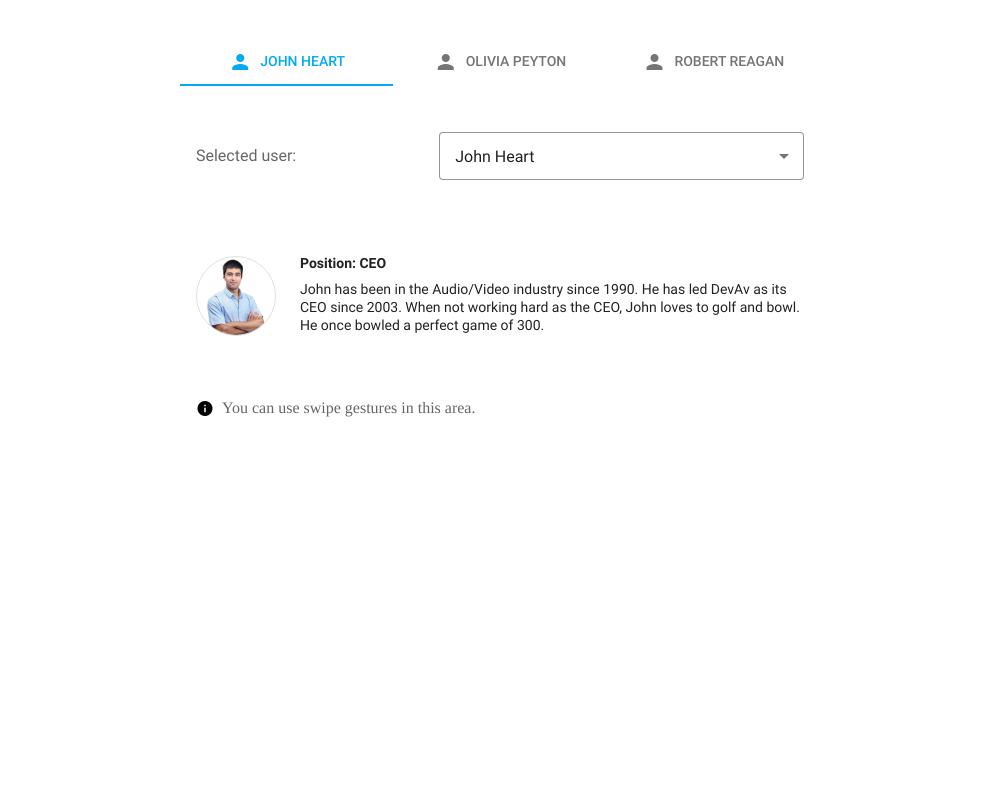 JOHN HEART
OLIVIA PEYTON
ROBERT REAGAN
Selected user:
John Heart
Position: CEO
John has been in the Audio/Video industry since 1990. He has led DevAv as its
CEO since 2003. When not working hard as the CEO, John loves to golf and bowl.
He once bowled a perfect game of 300.
You can use swipe gestures in this area.